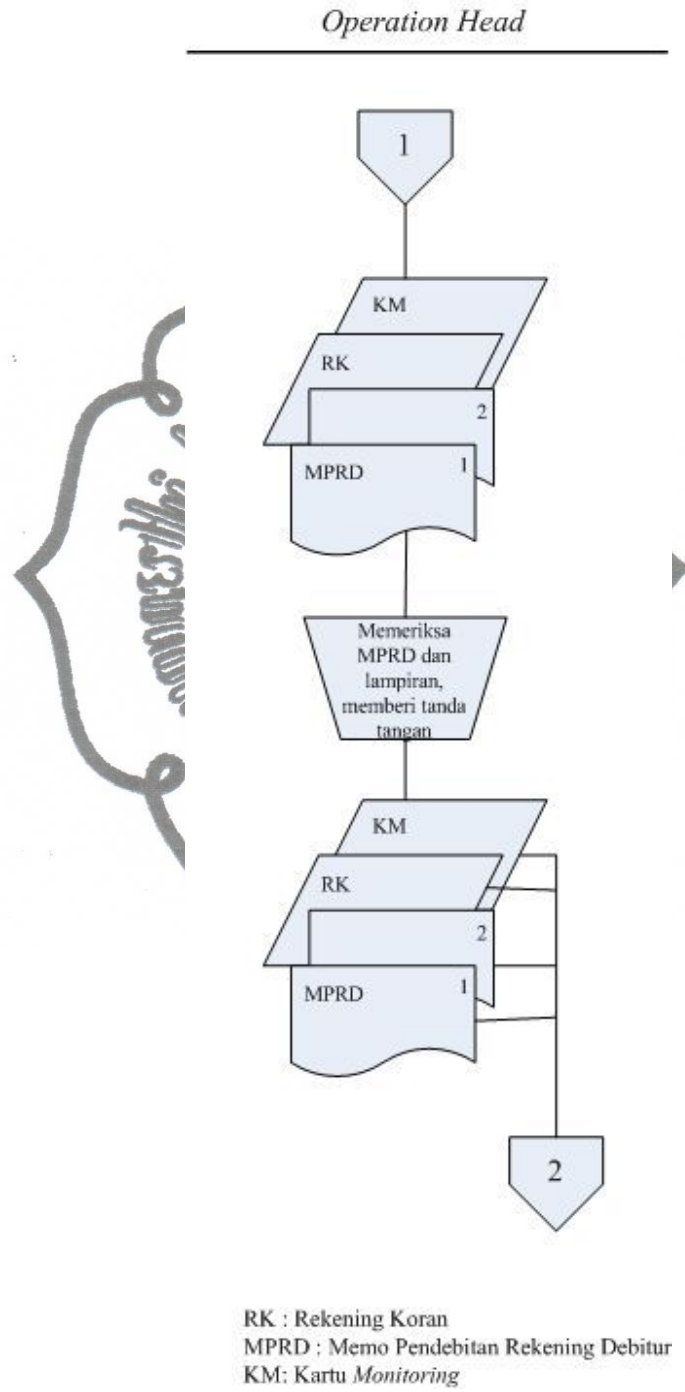 Operation Head
1
KM
RK
2
MPRD
1
Memeriksa
MPRD dan
lampiran,
memberi tanda
tangan
KM
RK
2
MPRD
1
2
RK : Rekening Koran
MPRD : Memo Pendebitan Rekening Debitur
KM: Kartu Monitoring